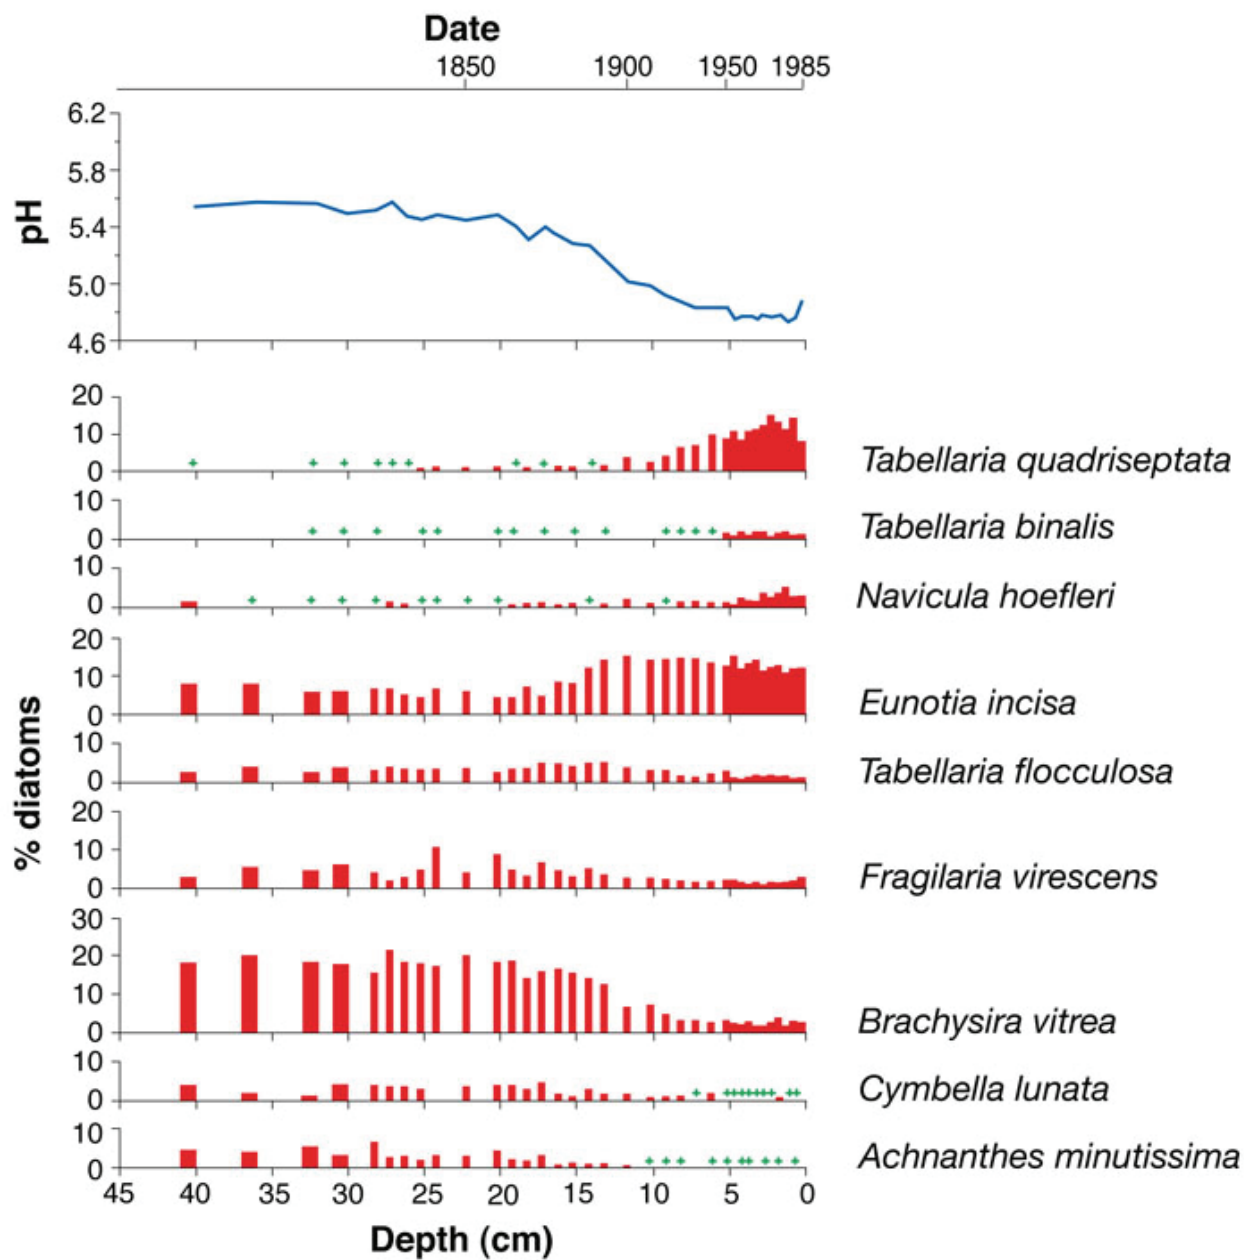 Date
1850 1900 1950 1985
6.2
5.8
5.4
5.0
4.6
pH
20
10
0
Tabellaria quadriseptata
10
0
Tabellaria binalis
10
0
Navicula hoefleri
20
10
0
Eunotia incisa
10
0
Tabellaria flocculosa
20
10
0
Fragilaria virescens
30
20
10
0
Brachysira vitrea
10
0
Cymbella lunata
10
0
Achnanthes minutissima
% diatoms
45 40 35 30 25 20 15 10 5 0
Depth (cm)